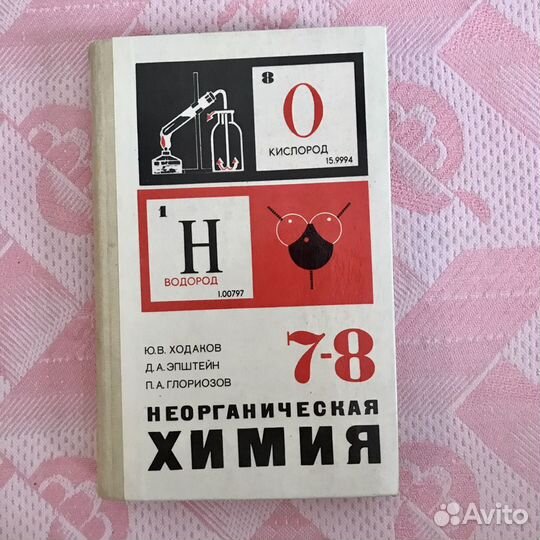 8
О
КИСЛОРОД
15.9994
1
Н
ВОДОРОД
1.00797
Ю.В. ХОДАКОВ
Д.А. ЭПШТЕЙН
П.А. ГЛОРИОЗОВ
7-8
НЕОРГАНИЧЕСКАЯ
ХИМИЯ
Avito